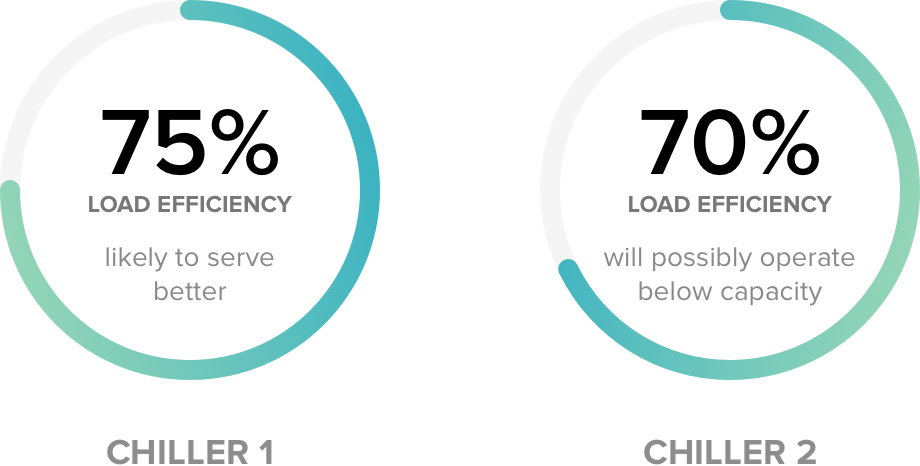 75%
LOAD EFFICIENCY
likely to serve
better
CHILLER 1
70%
LOAD EFFICIENCY
will possibly operate
below capacity
CHILLER 2